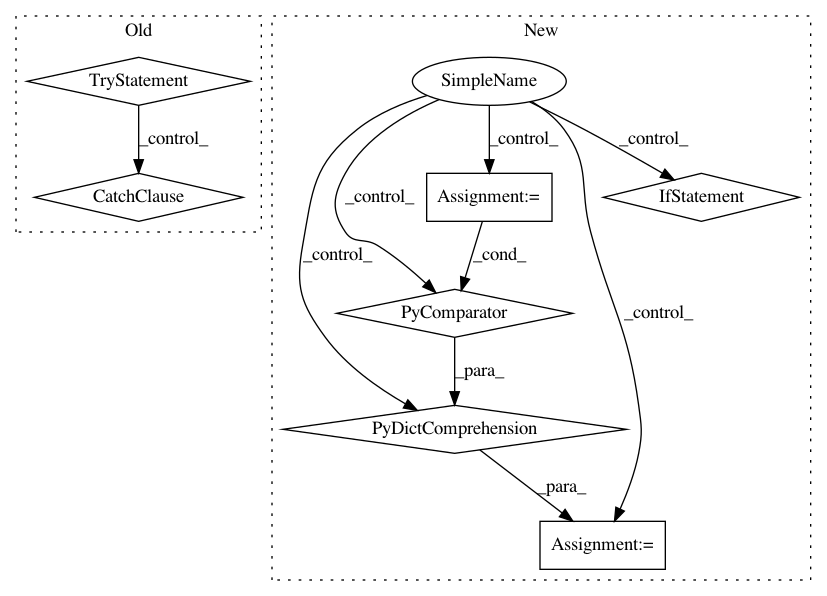 Old
New
TryStatement
SimpleName
_control_
_control_
_control_
CatchClause
_control_
Assignment:=
IfStatement
_control_
_cond_
_control_
PyComparator
_para_
PyDictComprehension
_para_
Assignment:=